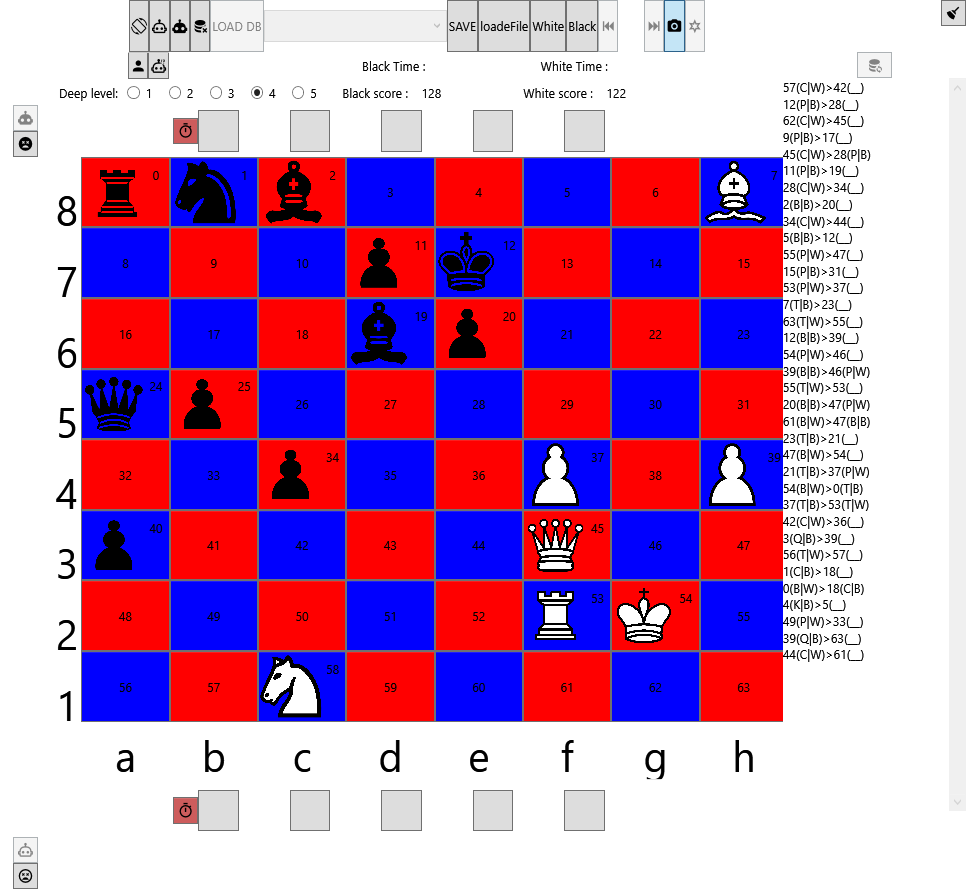 LOAD DB SAVE loadeFile White Black
Black Time : White Time :
Deep level: 1 2 3 4 5 Black score : 128 White score : 122
8 0 1 2 3 4 5 6 7
7 8 9 10 11 12 13 14 15
6 16 17 18 19 20 21 22 23
5 24 25 26 27 28 29 30 31
4 32 33 34 35 36 37 38 39
3 40 41 42 43 44 45 46 47
2 48 49 50 51 52 53 54 55
1 56 57 58 59 60 61 62 63
a b c d e f g h
57(C|W)>42(__)
12(P|B)>28(__)
62(C|W)>45(__)
9(P|B)>17(__)
45(C|W)>28(P|B)
11(P|B)>19(__)
28(C|W)>34(__)
2(B|B)>20(__)
34(C|W)>44(__)
5(B|B)>12(__)
55(P|W)>47(__)
15(P|B)>31(__)
53(P|W)>37(__)
7(T|B)>23(__)
63(T|W)>55(__)
12(B|B)>39(__)
54(P|W)>46(__)
39(B|B)>46(P|W)
55(T|W)>53(__)
20(B|B)>47(P|W)
61(B|W)>47(B|B)
23(T|B)>21(__)
47(B|W)>54(__)
21(T|B)>37(P|W)
54(B|W)>0(T|B)
37(T|B)>53(T|W)
42(C|W)>36(__)
3(Q|B)>39(__)
56(T|W)>57(__)
1(C|B)>18(__)
0(B|W)>18(C|B)
4(K|B)>5(__)
49(P|W)>33(__)
39(Q|B)>63(__)
44(C|W)>61(__)